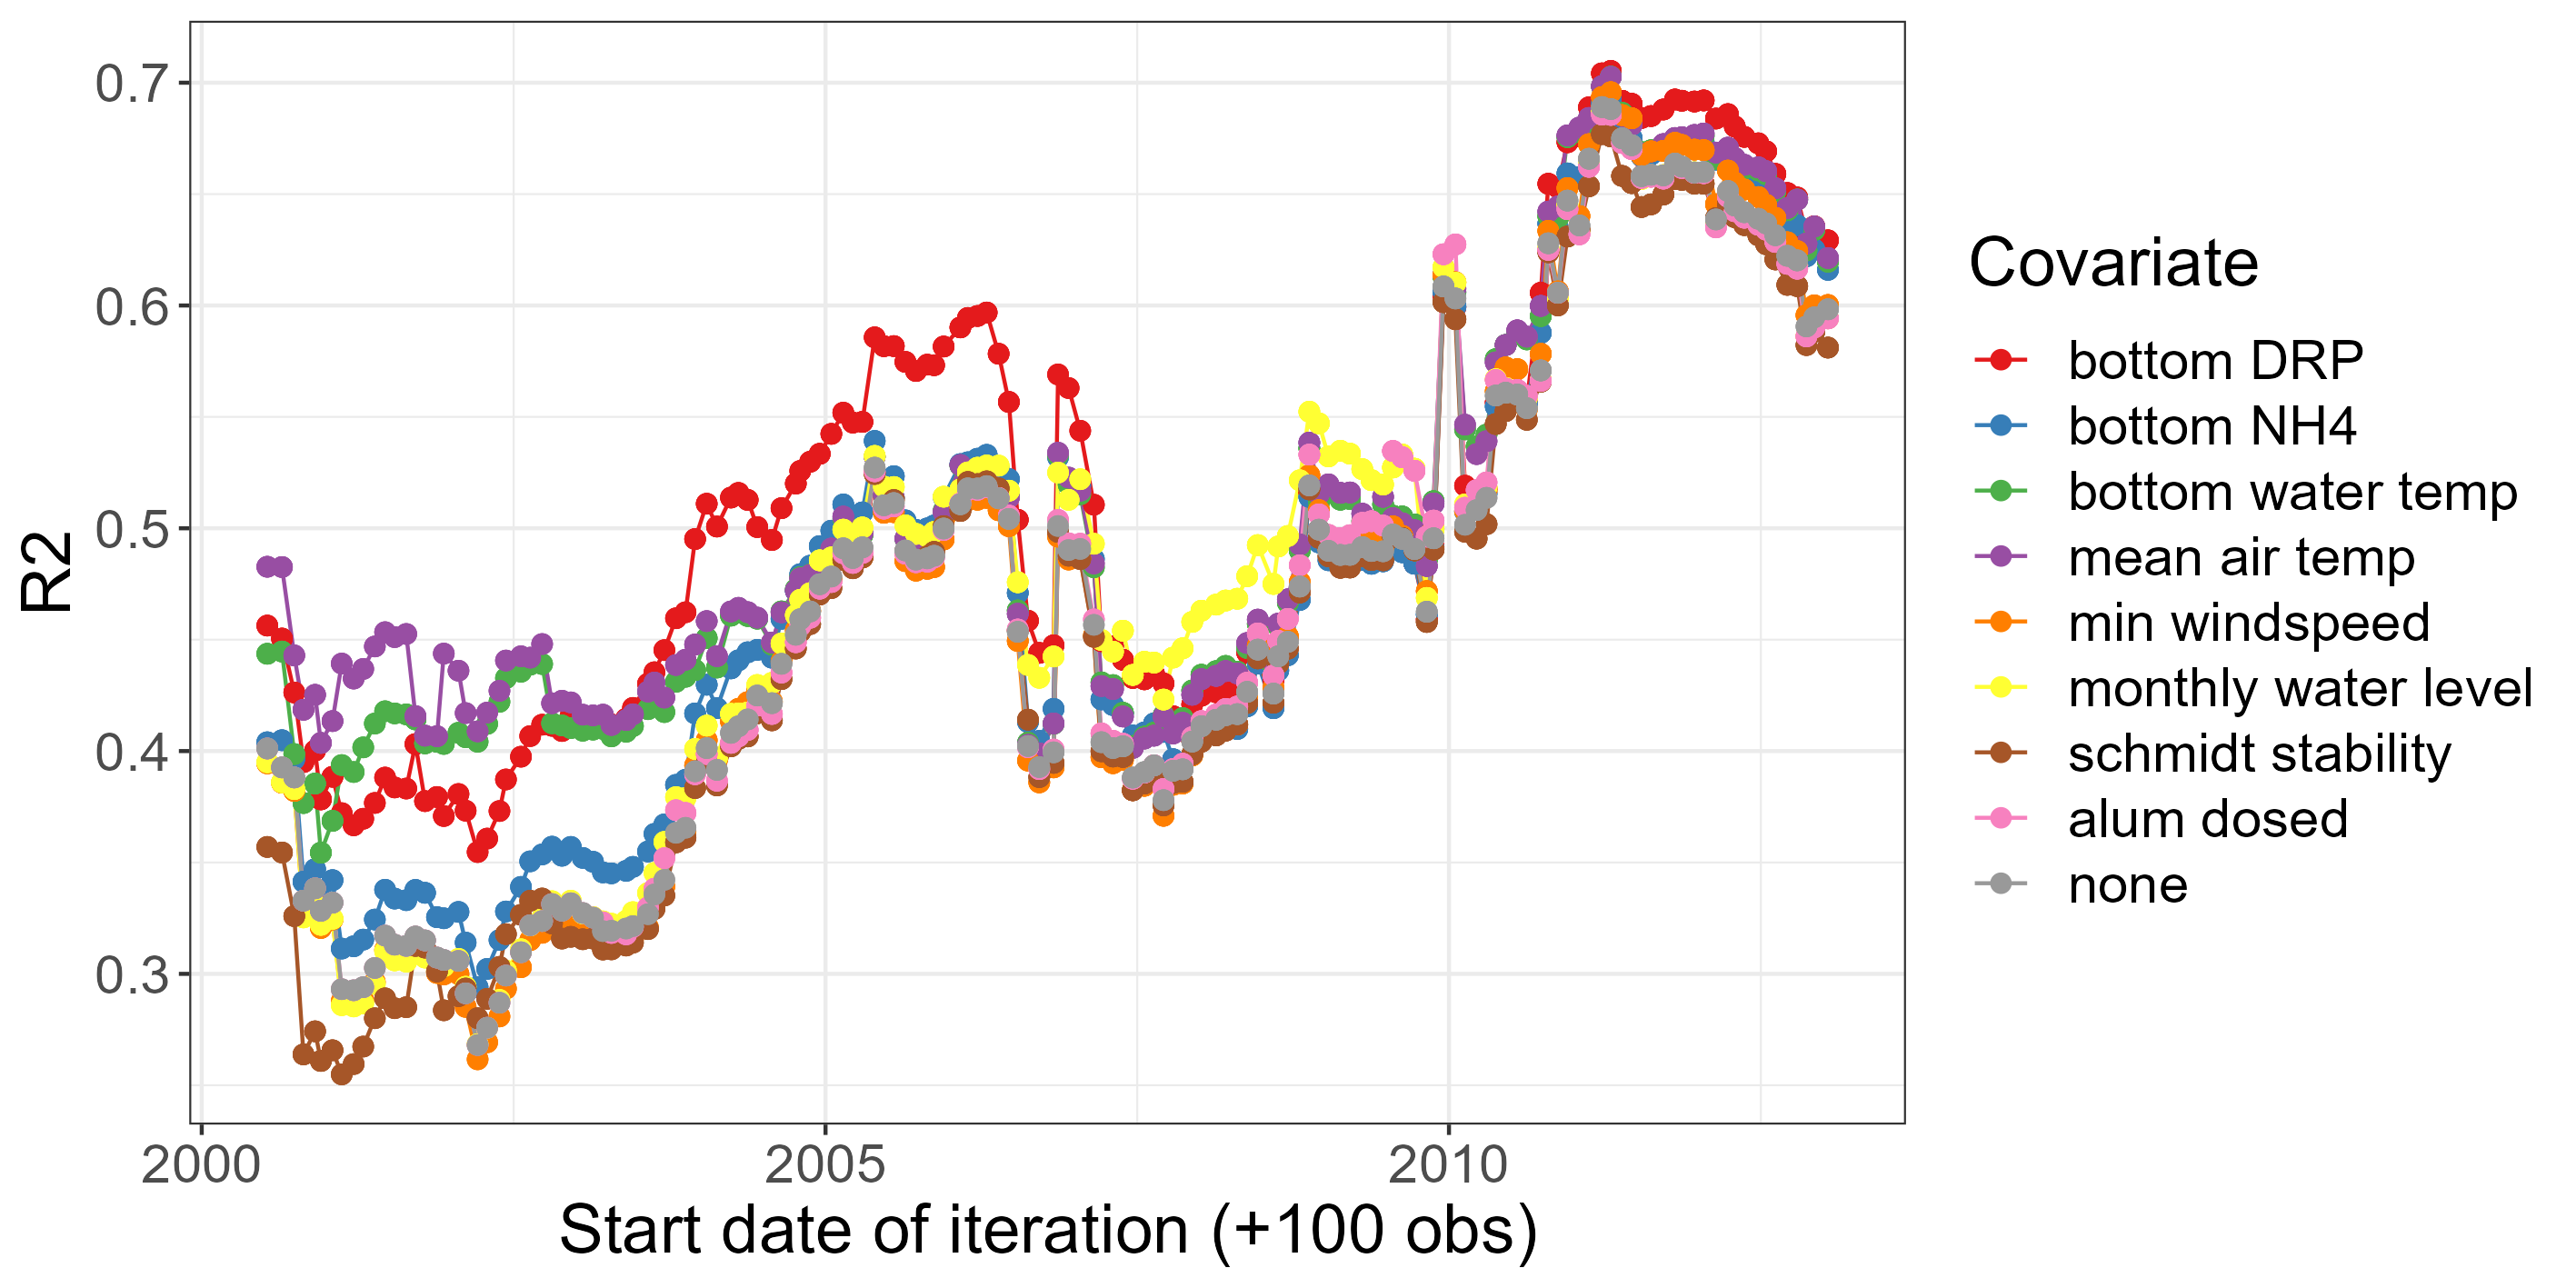 R2
0.7
0.6
0.5
0.4
0.3
2000
2005
2010
Start date of iteration (+100 obs)
Covariate
bottom DRP
bottom NH4
bottom water temp
mean air temp
min windspeed
monthly water level
schmidt stability
alum dosed
none